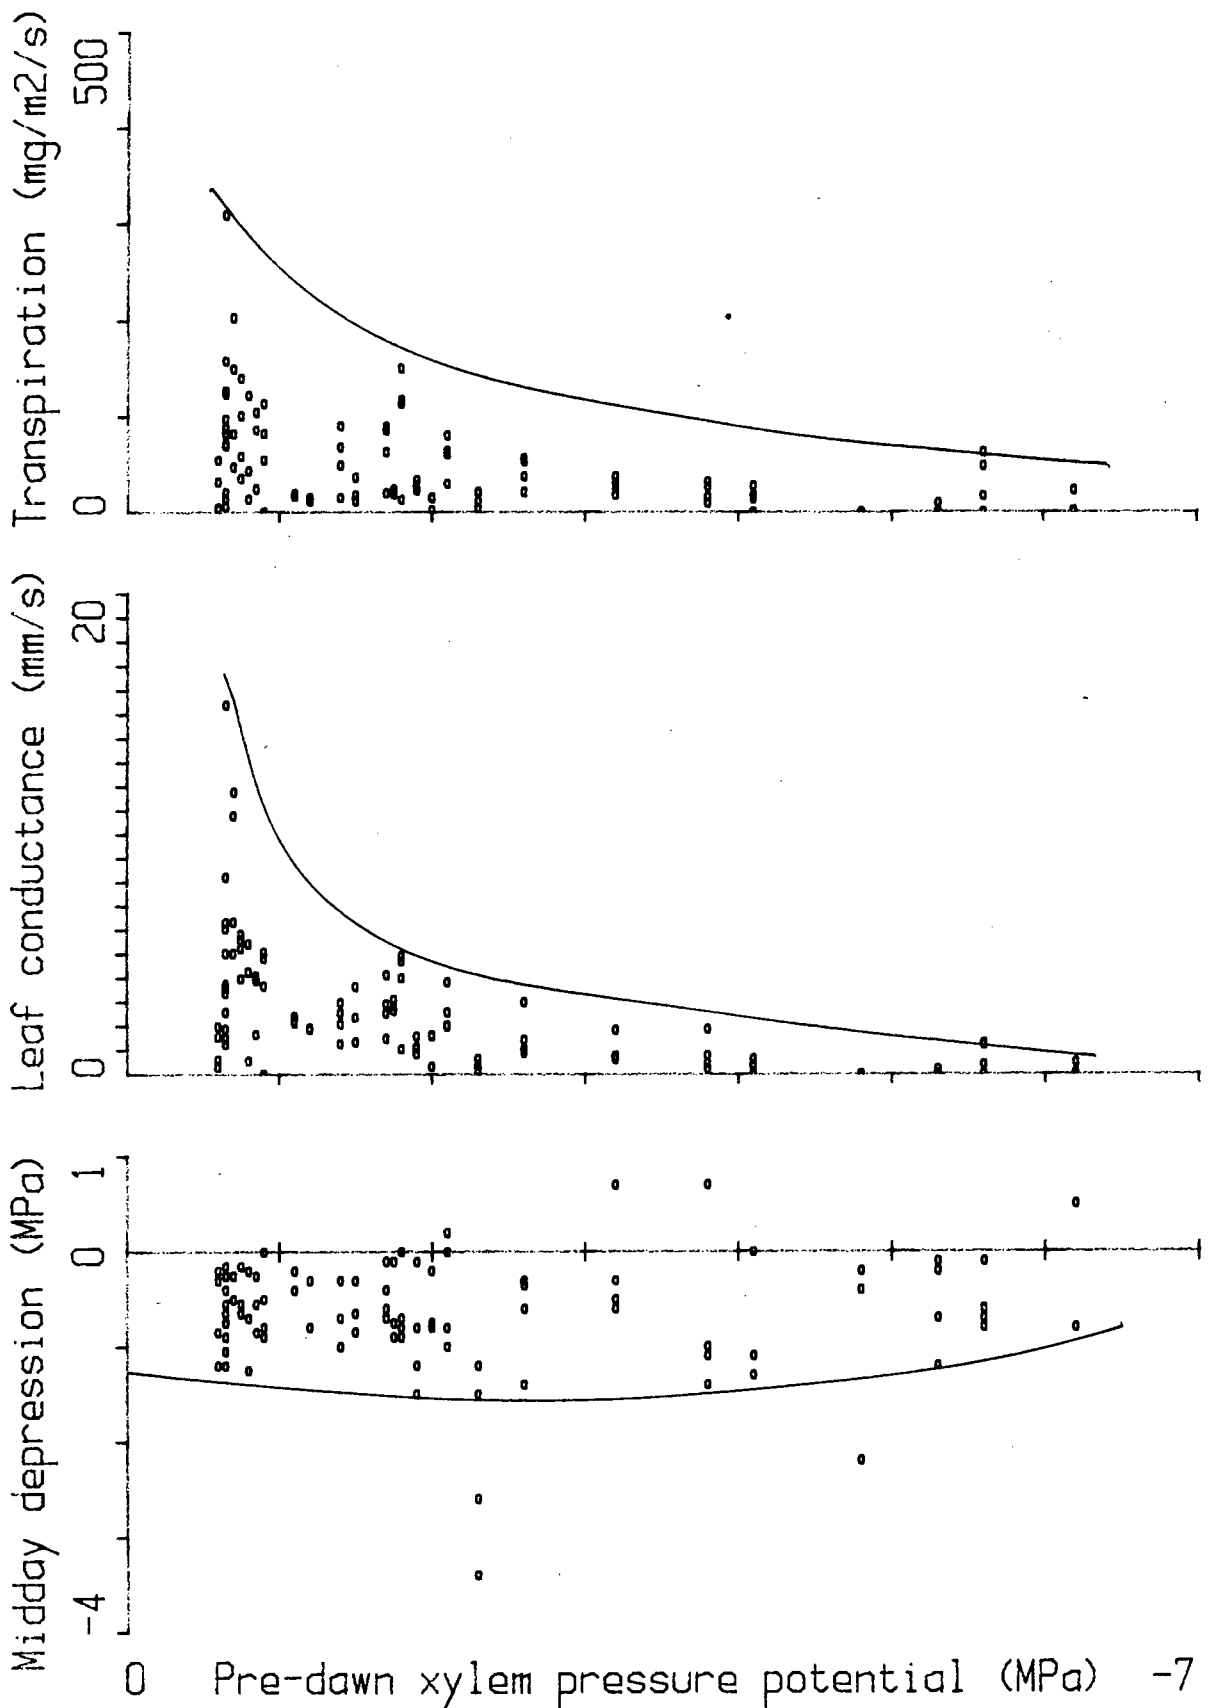 Transpiration (mg/m2/s)
500
0
Leaf conductance (mm/s)
20
0
Midday depression (MPa)
1
0
-4
0 Pre-dawn xylem pressure potential (MPa) -7